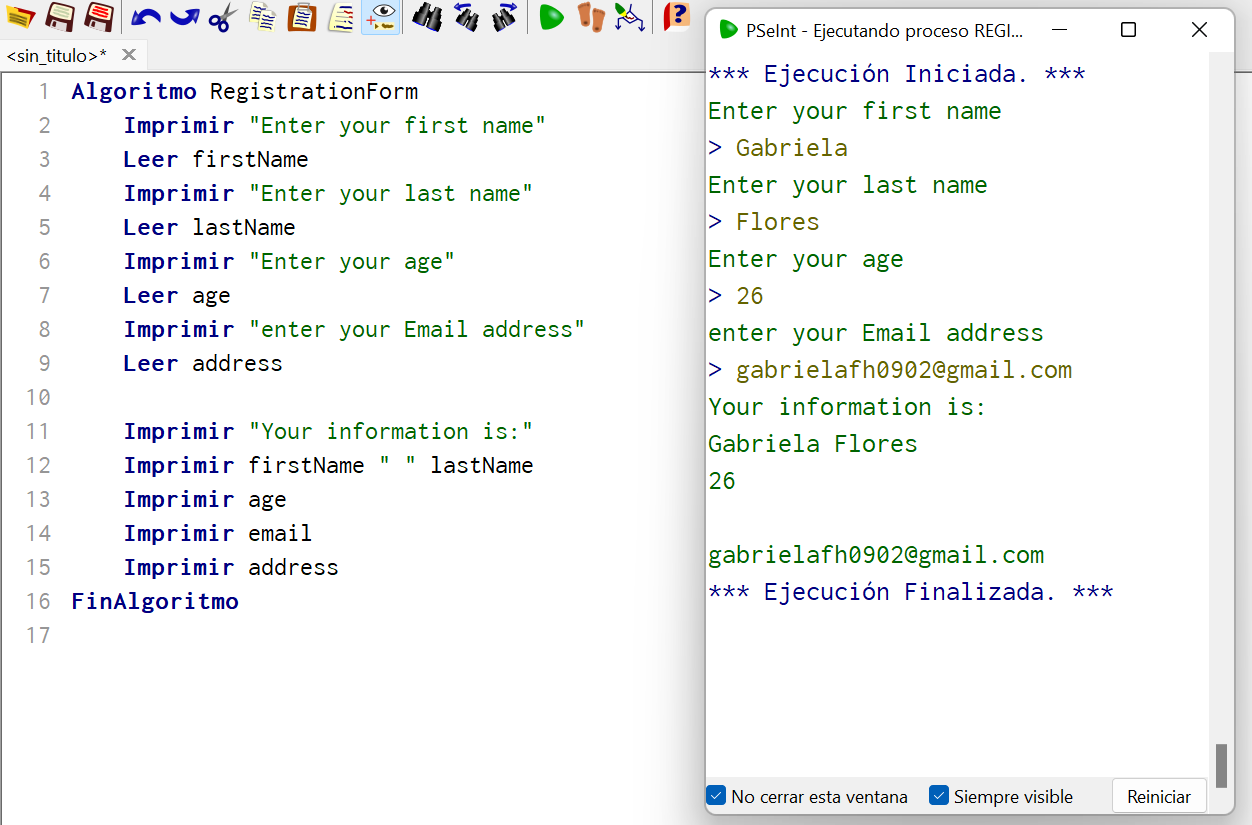 <sin_titulo>*
1 Algoritmo RegistrationForm
2 Imprimir "Enter your first name"
3 Leer firstName
4 Imprimir "Enter your last name"
5 Leer lastName
6 Imprimir "Enter your age"
7 Leer age
8 Imprimir "enter your Email address"
9 Leer address
10
11 Imprimir "Your information is:"
12 Imprimir firstName " " lastName
13 Imprimir age
14 Imprimir email
15 Imprimir address
16 FinAlgoritmo
17
PSeInt - Ejecutando proceso REGI...
*** Ejecución Iniciada. ***
Enter your first name
> Gabriela
Enter your last name
> Flores
Enter your age
> 26
enter your Email address
> gabrielafh0902@gmail.com
Your information is:
Gabriela Flores
26
gabrielafh0902@gmail.com
*** Ejecución Finalizada. ***
No cerrar esta ventana
Siempre visible
Reiniciar